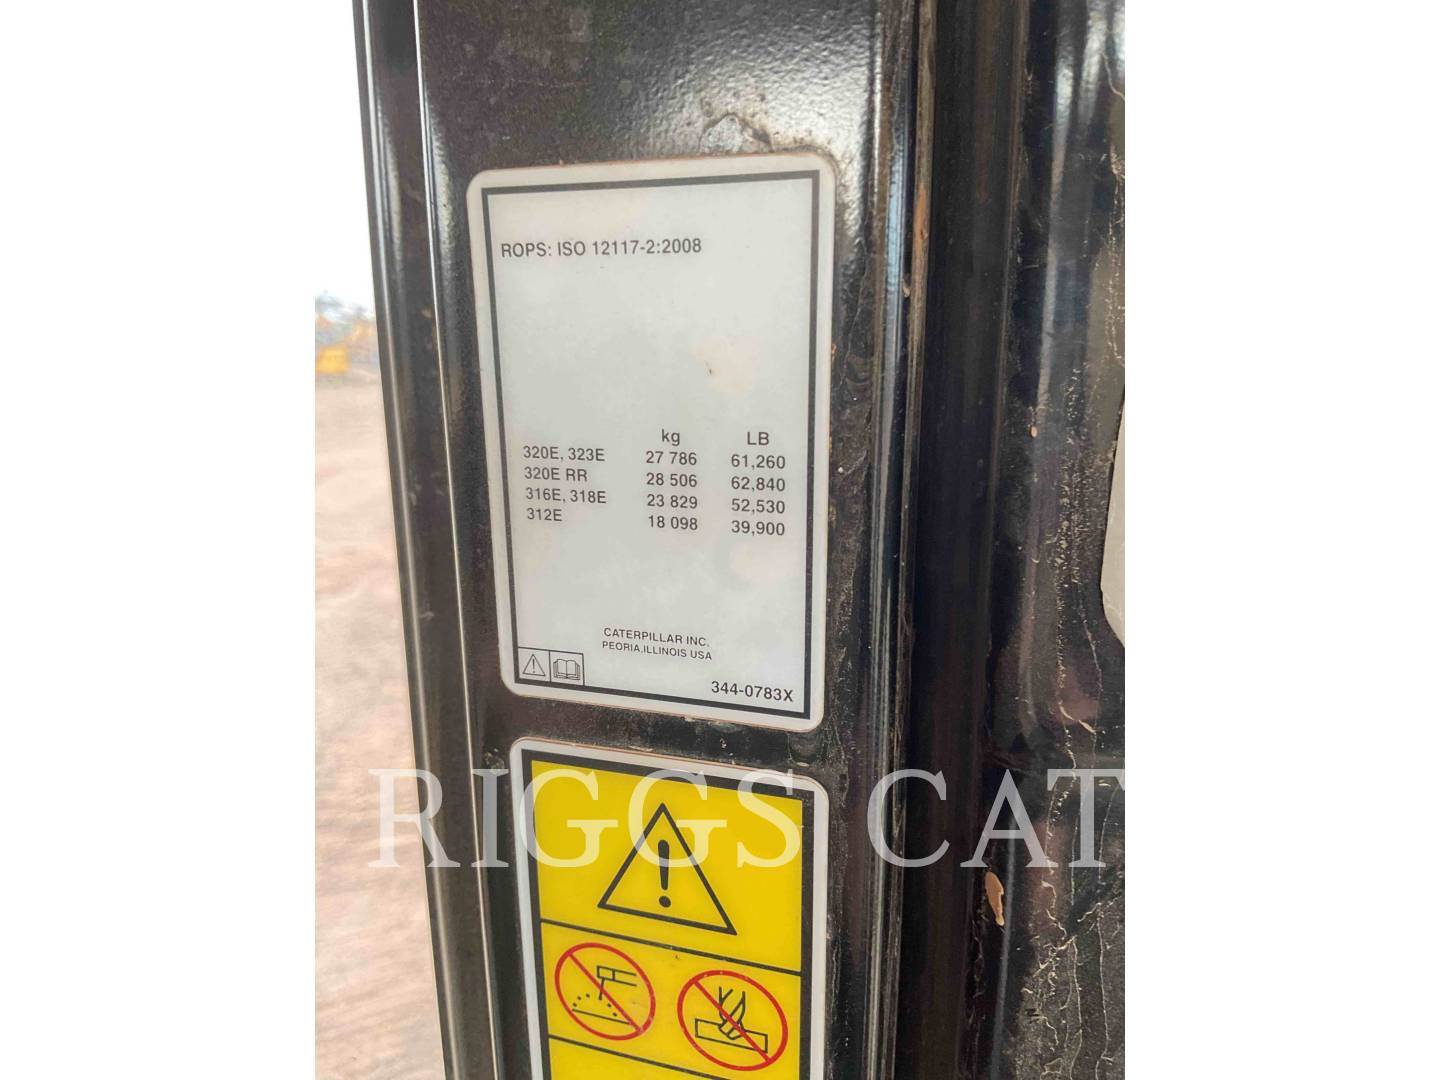 ROPS: ISO 12117-2:2008
kg LB
320E, 323E 27 786 61,260
320E RR 28 506 62,840
316E, 318E 23 829 52,530
312E 18 098 39,900
CATERPILLAR INC.
PEORIA.ILLINOIS USA
344-0783X
RIGGS CAT